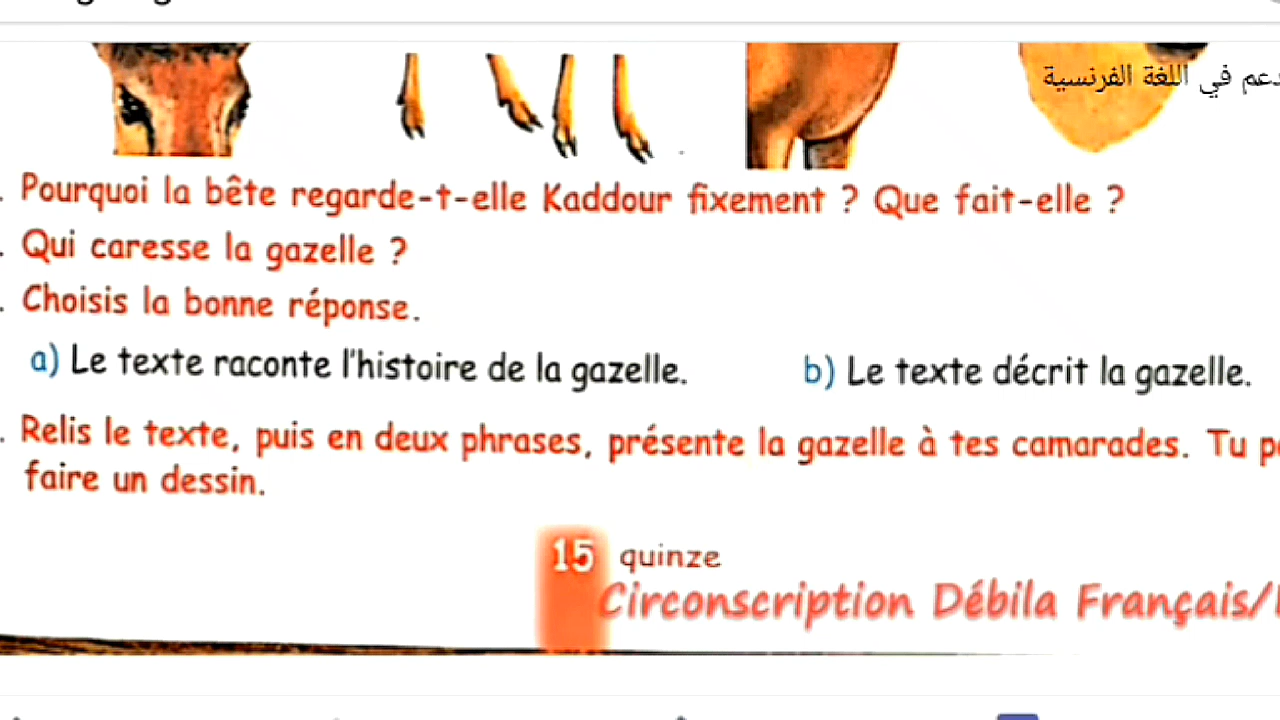 في اللغة الفرنسية
Pourquoi la bête regarde-t-elle Kaddour fixement ? Que fait-elle ?
Qui caresse la gazelle ?
Choisis la bonne réponse.
a) Le texte raconte l'histoire de la gazelle. b) Le texte décrit la gazelle.
Relis le texte, puis en deux phrases, présente la gazelle à tes camarades. Tu
faire un dessin.
15 quinze
Circonscription Débila Français/